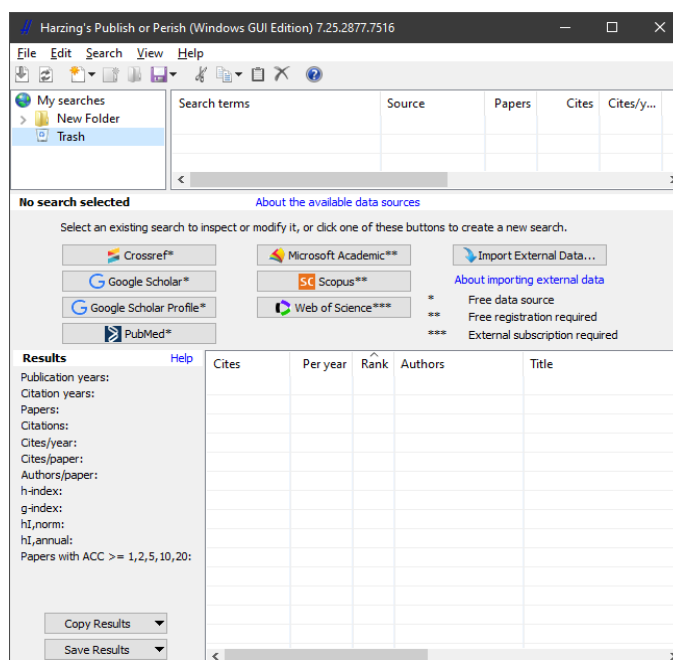 Harzing's Publish or Perish (Windows GUI Edition) 7.25.2877.7516
File Edit Search View Help
My searches
New Folder
Trash
Search terms Source Papers Cites Cites/y...
No search selected About the available data sources
Select an existing search to inspect or modify it, or click one of these buttons to create a new search.
Crossref* Microsoft Academic** Import External Data...
Google Scholar* SC Scopus** About importing external data
Google Scholar Profile* Web of Science*** * Free data source
** Free registration required
PubMed* *** External subscription required
Results Help
Cites Per year Rank Authors Title
Publication years:
Citation years:
Papers:
Citations:
Cites/year:
Cites/paper:
Authors/paper:
h-index:
g-index:
hI,norm:
hI,annual:
Papers with ACC >= 1,2,5,10,20:
Copy Results
Save Results